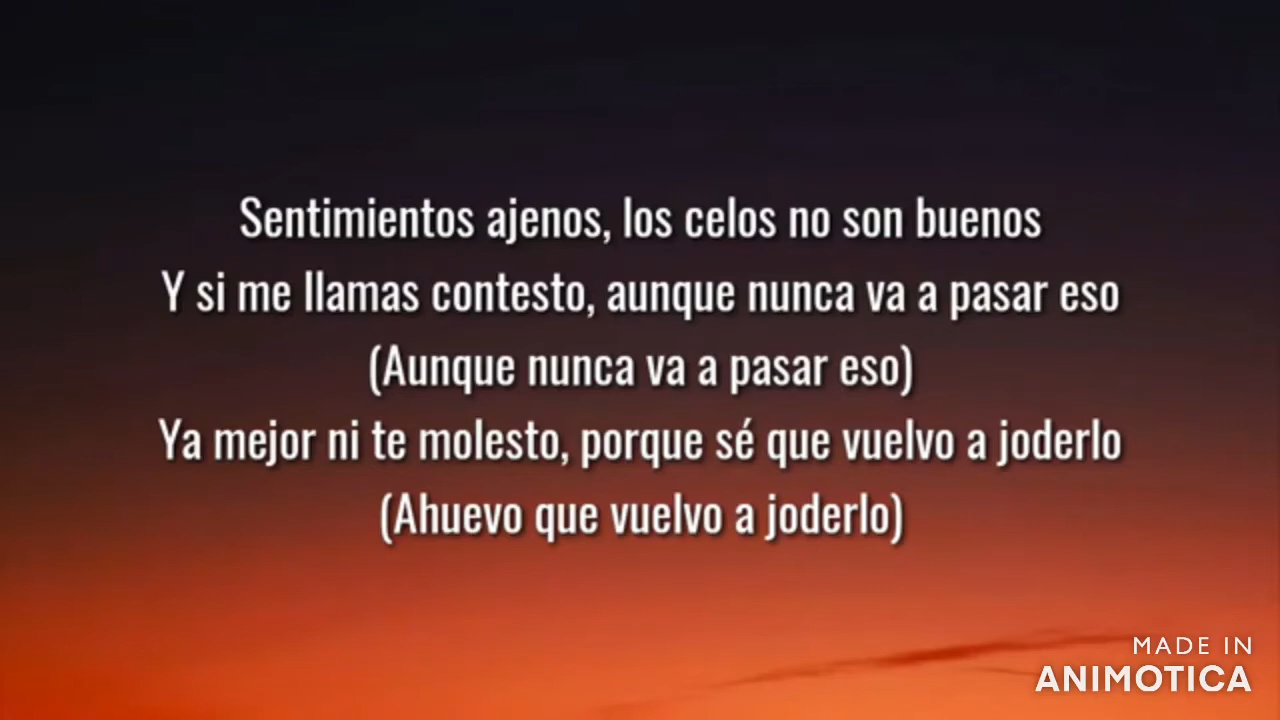 Sentimientos ajenos, los celos no son buenos
Y si me llamas contesto, aunque nunca va a pasar eso
(Aunque nunca va a pasar eso)
Ya mejor ni te molesto, porque sé que vuelvo a joderlo
(Ahuevo que vuelvo a joderlo)
MADE IN
ANIMOTICA